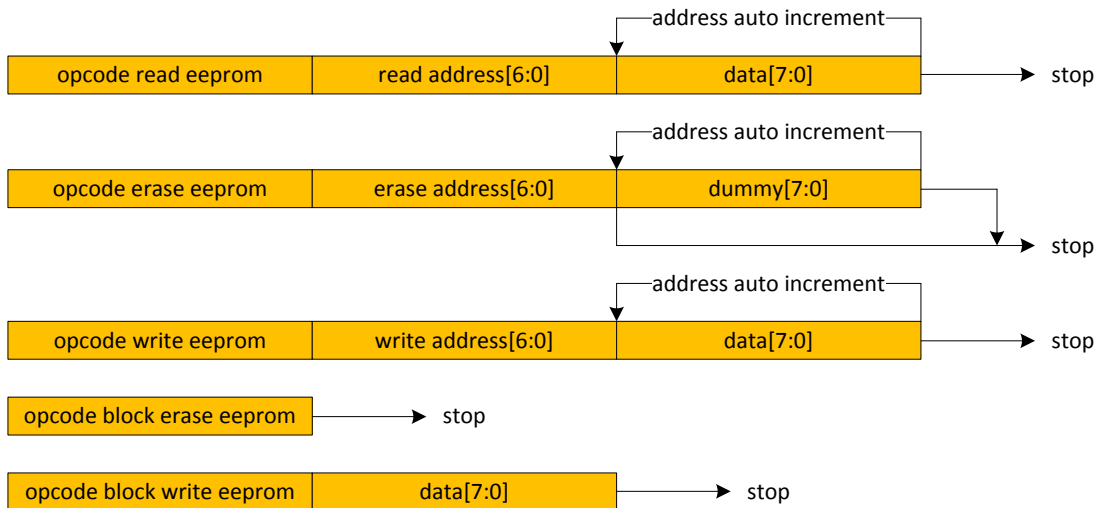 address auto increment
opcode read eeprom read address[6:0] data[7:0] stop
address auto increment
opcode erase eeprom erase address[6:0] dummy[7:0]
stop
address auto increment
opcode write eeprom write address[6:0] data[7:0] stop
opcode block erase eeprom stop
opcode block write eeprom data[7:0] stop